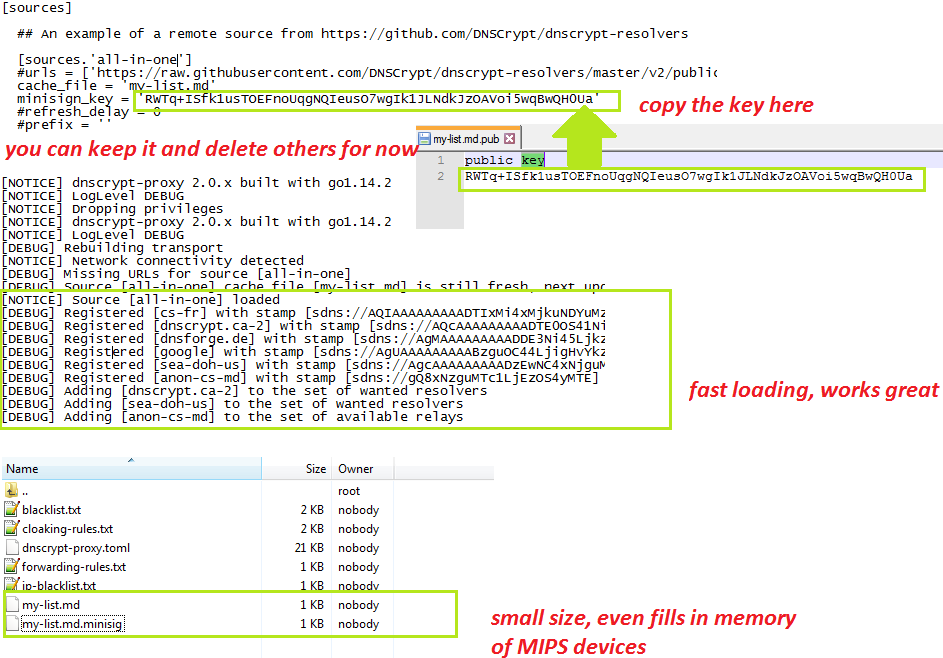 [sources]
## An example of a remote source from https://github.com/DNSCrypt/dnscrypt-resolvers
[sources.'all-in-one']
#urls = ['https://raw.githubusercontent.com/DNSCrypt/dnscrypt-resolvers/master/v2/public
cache_file = 'my-list.md'
minisign_key = 'RWTq+ISfk1usTOEFnoUqgNQIeusO7wgIk1JLNdkJzOAVoi5wqBwQH0Ua'
#refresh_delay = 0
#prefix = ''
copy the key here
you can keep it and delete others for now
my-list.md.pub
1 public key
2 RWTq+ISfk1usTOEFnoUqgNQIeusO7wgIk1JLNdkJzOAVoi5wqBwQH0Ua
[NOTICE] dnscrypt-proxy 2.0.x built with go1.14.2
[NOTICE] LogLevel DEBUG
[NOTICE] Dropping privileges
[NOTICE] dnscrypt-proxy 2.0.x built with go1.14.2
[NOTICE] LogLevel DEBUG
[DEBUG] Rebuilding transport
[NOTICE] Network connectivity detected
[DEBUG] Missing URLs for source [all-in-one]
[DEBUG] Source [all-in-one] cache file [my-list.md] is still fresh, next upd
[NOTICE] Source [all-in-one] loaded
[DEBUG] Registered [cs-fr] with stamp [sdns://AQIAAAAAAAAADTIxMi4xMjkuNDYuMz
[DEBUG] Registered [dnscrypt.ca-2] with stamp [sdns://AQcAAAAAAAAADTE0OS41Ni
[DEBUG] Registered [dnsforge.de] with stamp [sdns://AgMAAAAAAAAADDE3Ni45Ljkz
[DEBUG] Registered [google] with stamp [sdns://AgUAAAAAAAAABzguOC44LjigHvYkz
[DEBUG] Registered [sea-doh-us] with stamp [sdns://AgcAAAAAAAAADzEwNC4xNjguM
[DEBUG] Registered [anon-cs-md] with stamp [sdns://gQ8xNzguMTc1LjEzOS4yMTE]
[DEBUG] Adding [dnscrypt.ca-2] to the set of wanted resolvers
[DEBUG] Adding [sea-doh-us] to the set of wanted resolvers
[DEBUG] Adding [anon-cs-md] to the set of available relays
fast loading, works great
Name Size Owner
.. root
blacklist.txt 2 KB nobody
cloaking-rules.txt 2 KB nobody
dnscrypt-proxy.toml 21 KB nobody
forwarding-rules.txt 1 KB nobody
ip-blacklist.txt 1 KB nobody
my-list.md 1 KB nobody
my-list.md.minisig 1 KB nobody
small size, even fills in memory
of MIPS devices